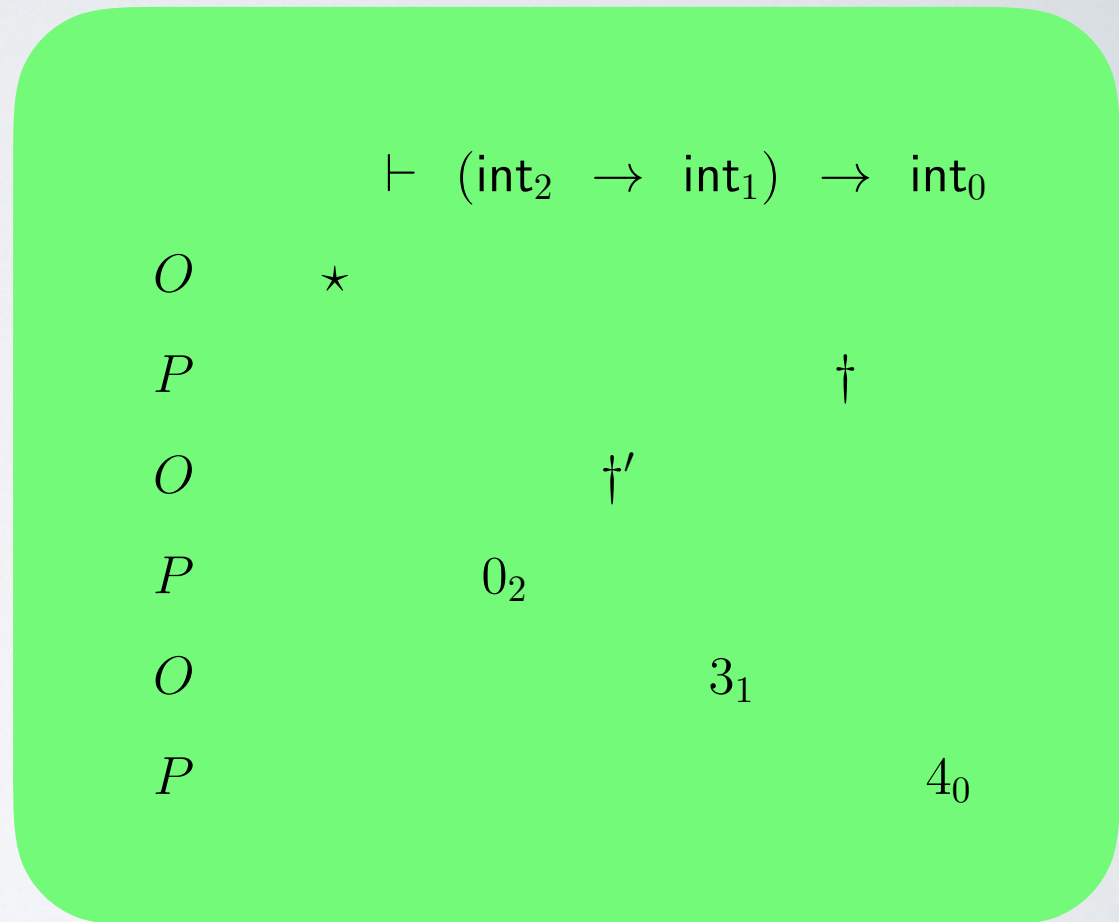 ⊢ (int₂ → int₁) → int₀
O ⋆
P †
O †′
P 0₂
O 3₁
P 4₀